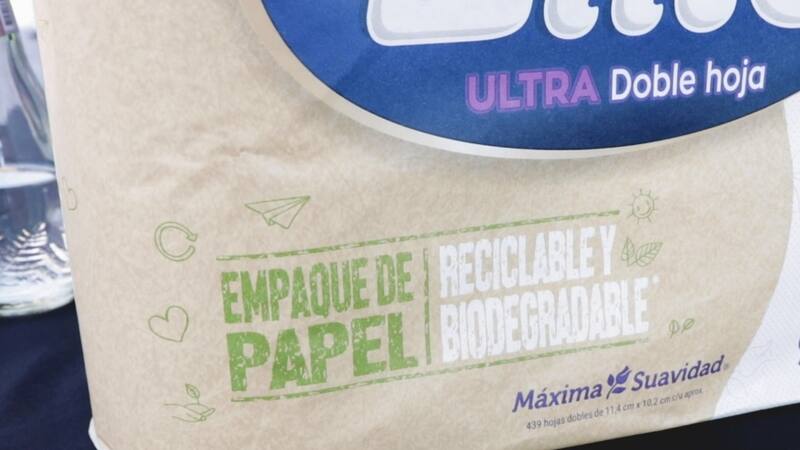 ULTRA Doble hoja
EMPAQUE DE
PAPEL
RECICLABLE Y
BIODEGRADABLE*
Máxima Suavidad®
439 hojas dobles de 11,4 cm x 10,2 cm c/u aprox.